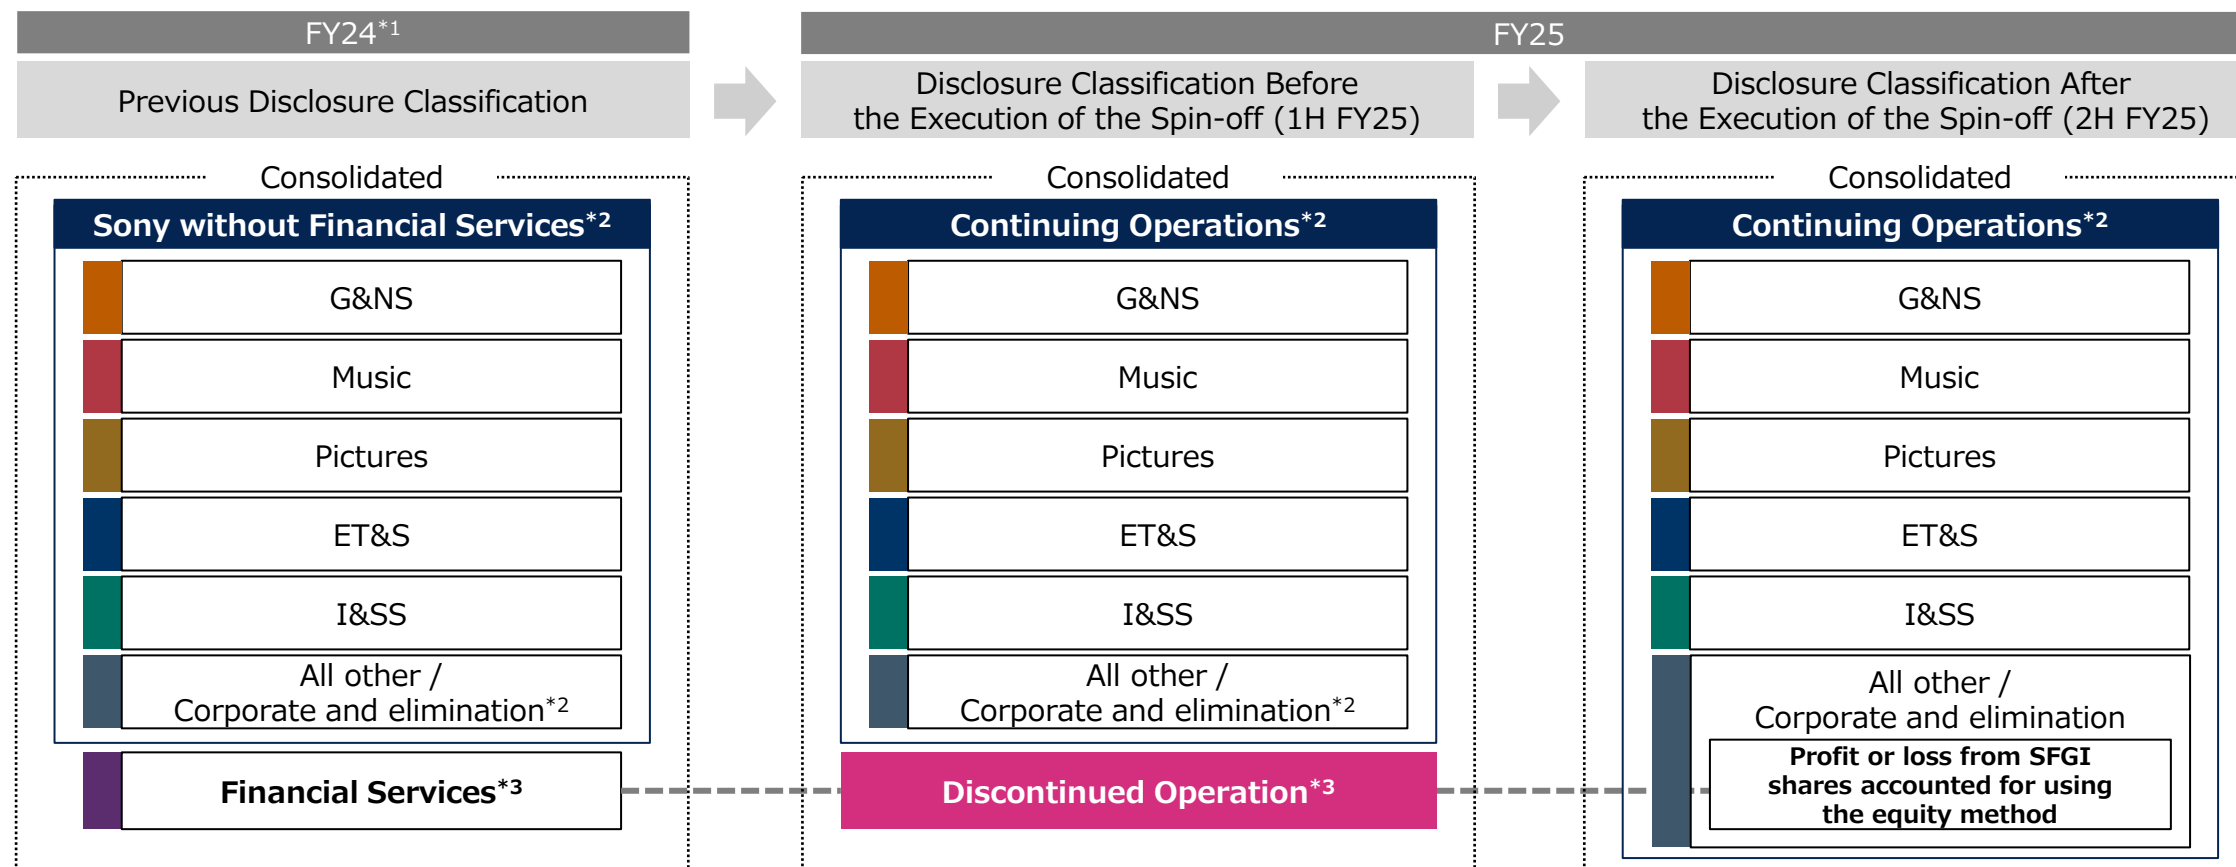 FY24*1
FY25
Previous Disclosure Classification
Disclosure Classification Before
the Execution of the Spin-off (1H FY25)
Disclosure Classification After
the Execution of the Spin-off (2H FY25)
Consolidated
Sony without Financial Services*2
G&NS
Music
Pictures
ET&S
I&SS
All other /
Corporate and elimination*2
Financial Services*3
Consolidated
Continuing Operations*2
G&NS
Music
Pictures
ET&S
I&SS
All other /
Corporate and elimination*2
Discontinued Operation*3
Consolidated
Continuing Operations*2
G&NS
Music
Pictures
ET&S
I&SS
All other /
Corporate and elimination
Profit or loss from SFGI
shares accounted for using
the equity method